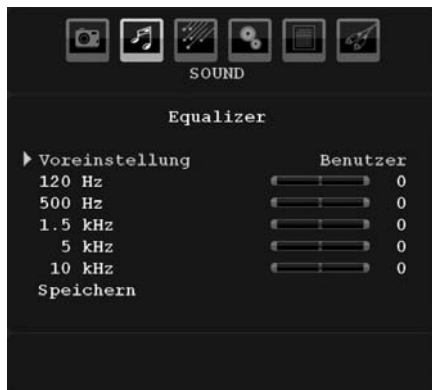 SOUND
Equalizer
Voreinstellung Benutzer
120 Hz 0
500 Hz 0
1.5 kHz 0
5 kHz 0
10 kHz 0
Speichern